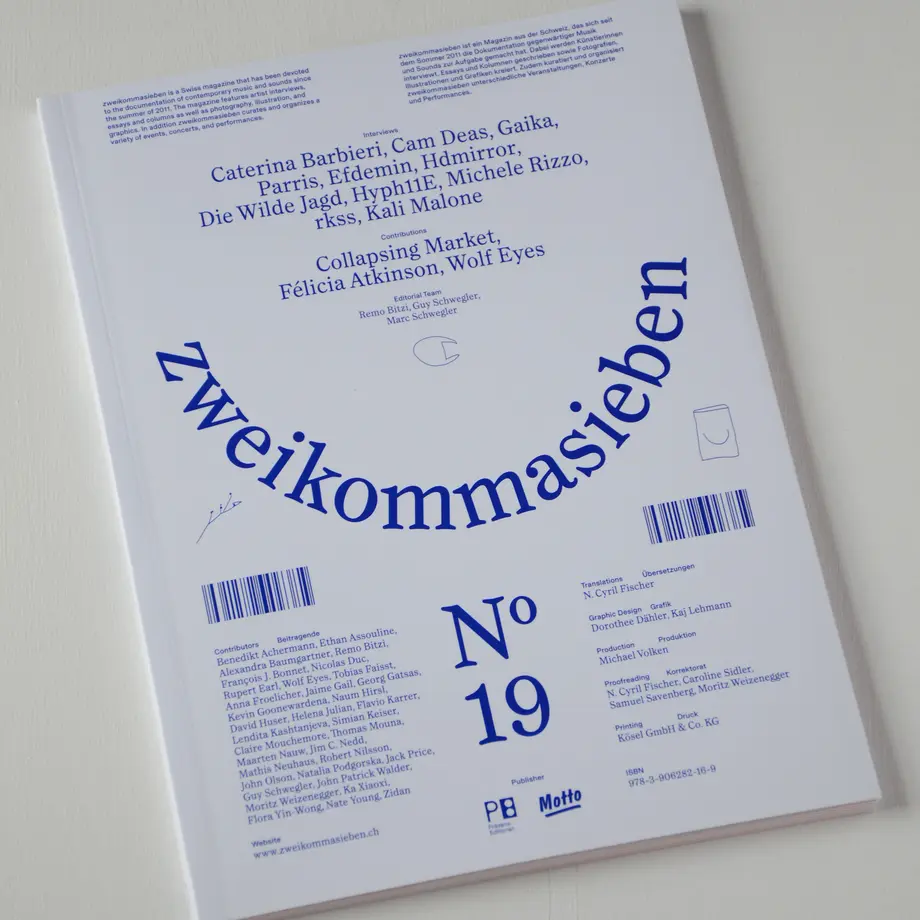 zweikommasieben is a Swiss magazine that has been devoted
to the documentation of contemporary music and sounds since
the summer of 2011. The magazine features artist interviews,
essays and columns as well as photography, illustration, and
graphics. In addition zweikommasieben curates and organizes a
variety of events, concerts, and performances.
zweikommasieben ist ein Magazin aus der Schweiz, das sich seit
dem Sommer 2011 die Dokumentation gegenwärtiger Musik
und Sounds zur Aufgabe gemacht hat. Dabei werden KünstlerInnen
interviewt, Essays und Kolumnen geschrieben sowie Fotografien,
Illustrationen und Grafiken kreiert. Zudem kuratiert und organisiert
zweikommasieben unterschiedliche Veranstaltungen, Konzerte
und Performances.
Interviews
Caterina Barbieri, Cam Deas, Gaika,
Parris, Efdemin, Hdmirror,
Die Wilde Jagd, Hyph11E, Michele Rizzo,
rkss, Kali Malone
Contributions
Collapsing Market,
Félicia Atkinson, Wolf Eyes
Editorial Team
Remo Bitzi, Guy Schwegler,
Marc Schwegler
zweikommasieben
Nº
19
Contributors Beitragende
Benedikt Achermann, Ethan Assouline,
Alexandra Baumgartner, Remo Bitzi,
François J. Bonnet, Nicolas Duc,
Rupert Earl, Wolf Eyes, Tobias Faisst,
Anna Froelicher, Jaime Gall, Georg Gatsas,
Kevin Goonewardena, Naum Hirsl,
David Huser, Helena Julian, Flavio Karrer,
Lendita Kashtanjeva, Simian Keiser,
Claire Mouchemore, Thomas Mouna,
Maarten Nauw, Jim C. Nedd,
Mathis Neuhaus, Robert Nilsson,
John Olson, Natalia Podgorska, Jack Price,
Guy Schwegler, John Patrick Walder,
Moritz Weizenegger, Ka Xiaoxi,
Flora Yin-Wong, Nate Young, Zidan
Website
www.zweikommasieben.ch
Publisher
Präsens
Editionen
Motto
Translations Übersetzungen
N. Cyril Fischer
Graphic Design Grafik
Dorothee Dähler, Kaj Lehmann
Production Produktion
Michael Volken
Proofreading Korrektorat
N. Cyril Fischer, Caroline Sidler,
Samuel Savenberg, Moritz Weizenegger
Printing Druck
Kösel GmbH & Co. KG
ISBN
978-3-906282-16-9